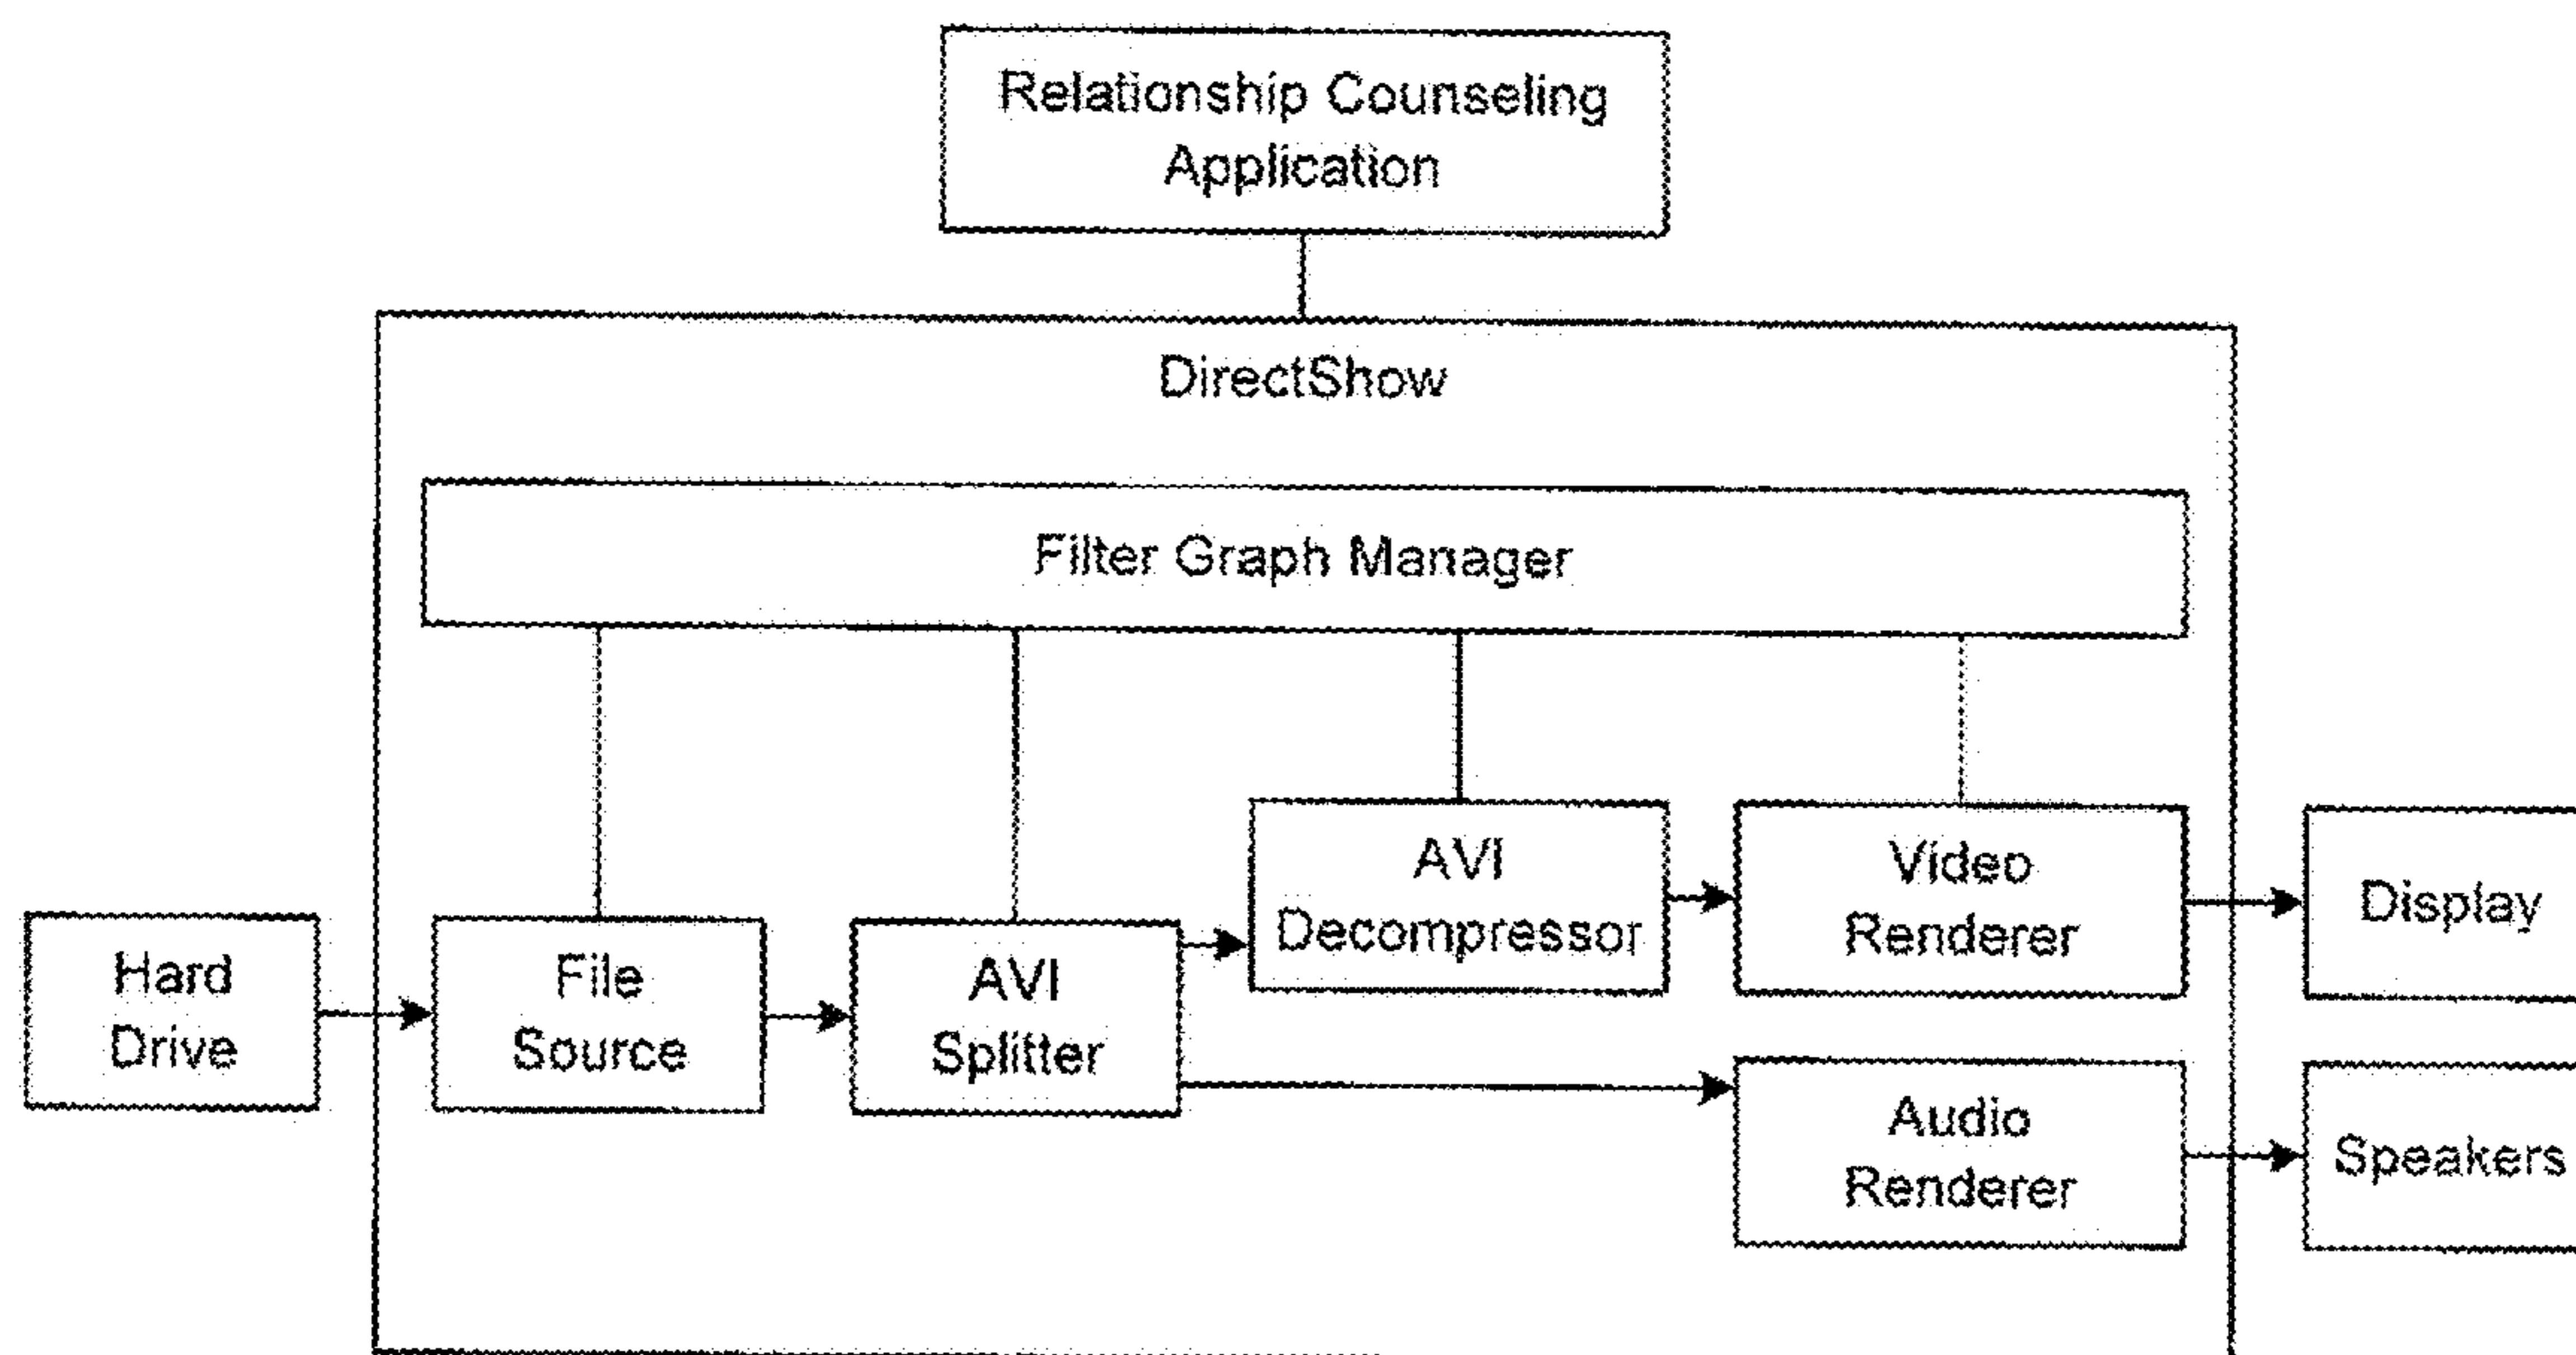 Relationship Counseling
Application
DirectShow
Filter Graph Manager
AVI
Decompressor
Video
Renderer
Display
Hard
Drive
File
Source
AVI
Splitter
Audio
Renderer
Speakers